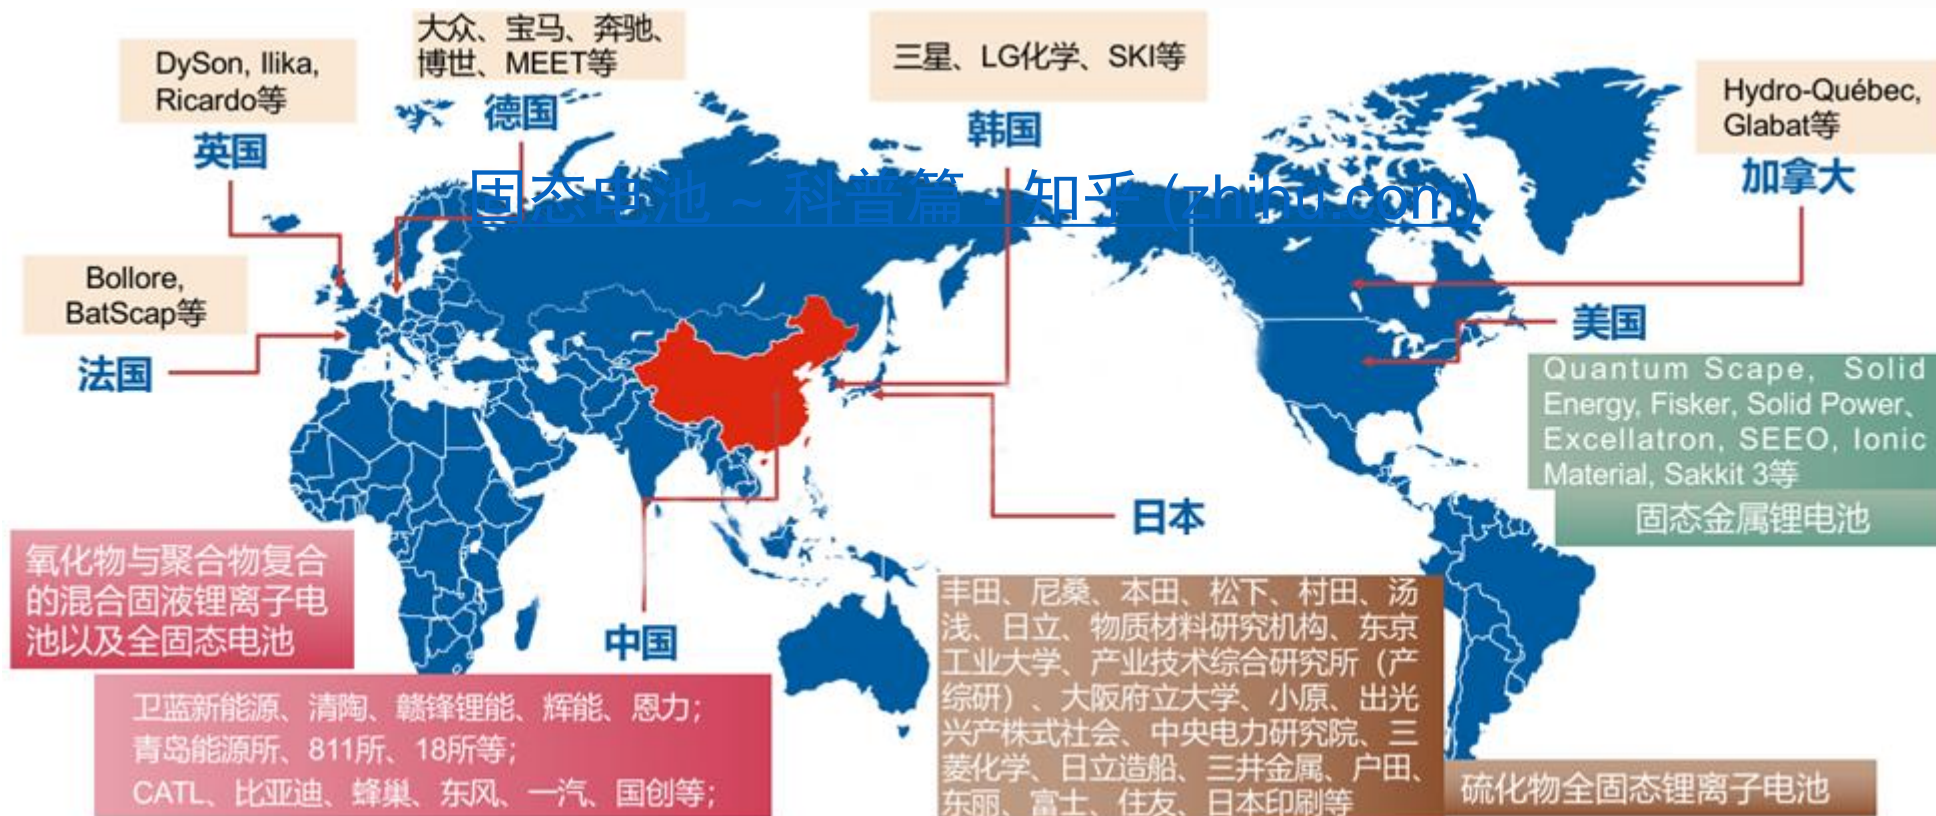 大众、宝马、奔驰、
博世、MEET等
德国
DySon, Ilika,
Ricardo等
英国
三星、LG化学、SKI等
韩国
Hydro-Québec,
Glabat等
加拿大
固态电池 ~ 科普篇 - 知乎 (zhihu.com)
Bollore,
BatScap等
法国
美国
Quantum Scape, Solid
Energy, Fisker, Solid Power、
Excellatron, SEEO, Ionic
Material, Sakkit 3等
固态金属锂电池
日本
氧化物与聚合物复合
的混合固液锂离子电
池以及全固态电池
中国
卫蓝新能源、清陶、赣锋锂能、辉能、恩力；
青岛能源所、811所、18所等；
CATL、比亚迪、蜂巢、东风、一汽、国创等；
丰田、尼桑、本田、松下、村田、汤
浅、日立、物质材料研究机构、东京
工业大学、产业技术综合研究所（产
综研）、大阪府立大学、小原、出光
兴产株式社会、中央电力研究院、三
菱化学、日立造船、三井金属、户田、
东丽、富士、住友、日本印刷等
硫化物全固态锂离子电池